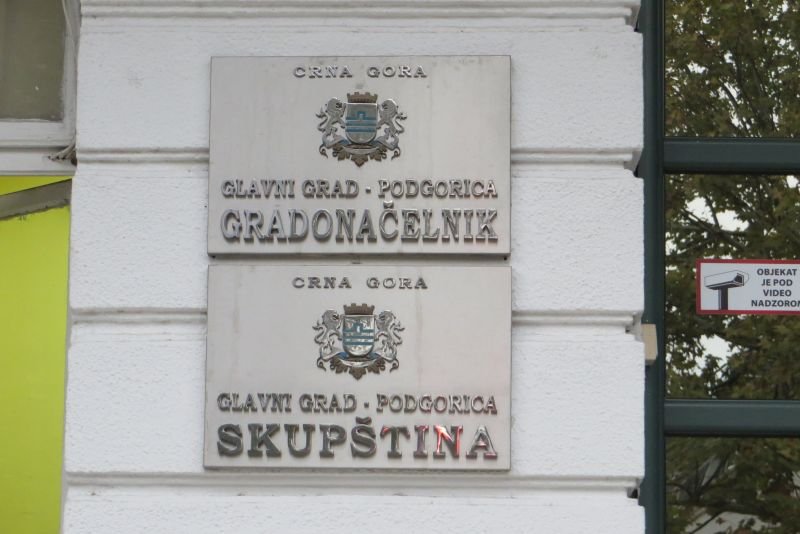 CRNA GORA
GLAVNI GRAD - PODGORICA
GRADONAČELNIK
CRNA GORA
GLAVNI GRAD - PODGORICA
SKUPŠTINA
OBJEKAT
JE POD
VIDEO
NADZOROM